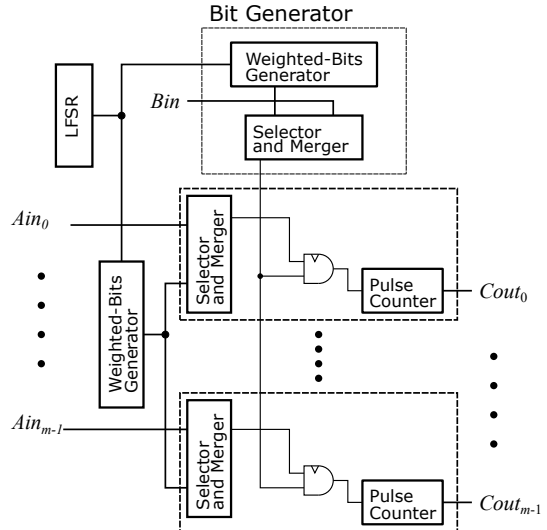 Bit Generator
Weighted-Bits
Generator
LFSR
Bin
Selector
and Merger
Ain0
Selector
and Merger
Pulse
Counter
Cout0
Weighted-Bits
Generator
Ainm-1
Selector
and Merger
Pulse
Counter
Coutm-1